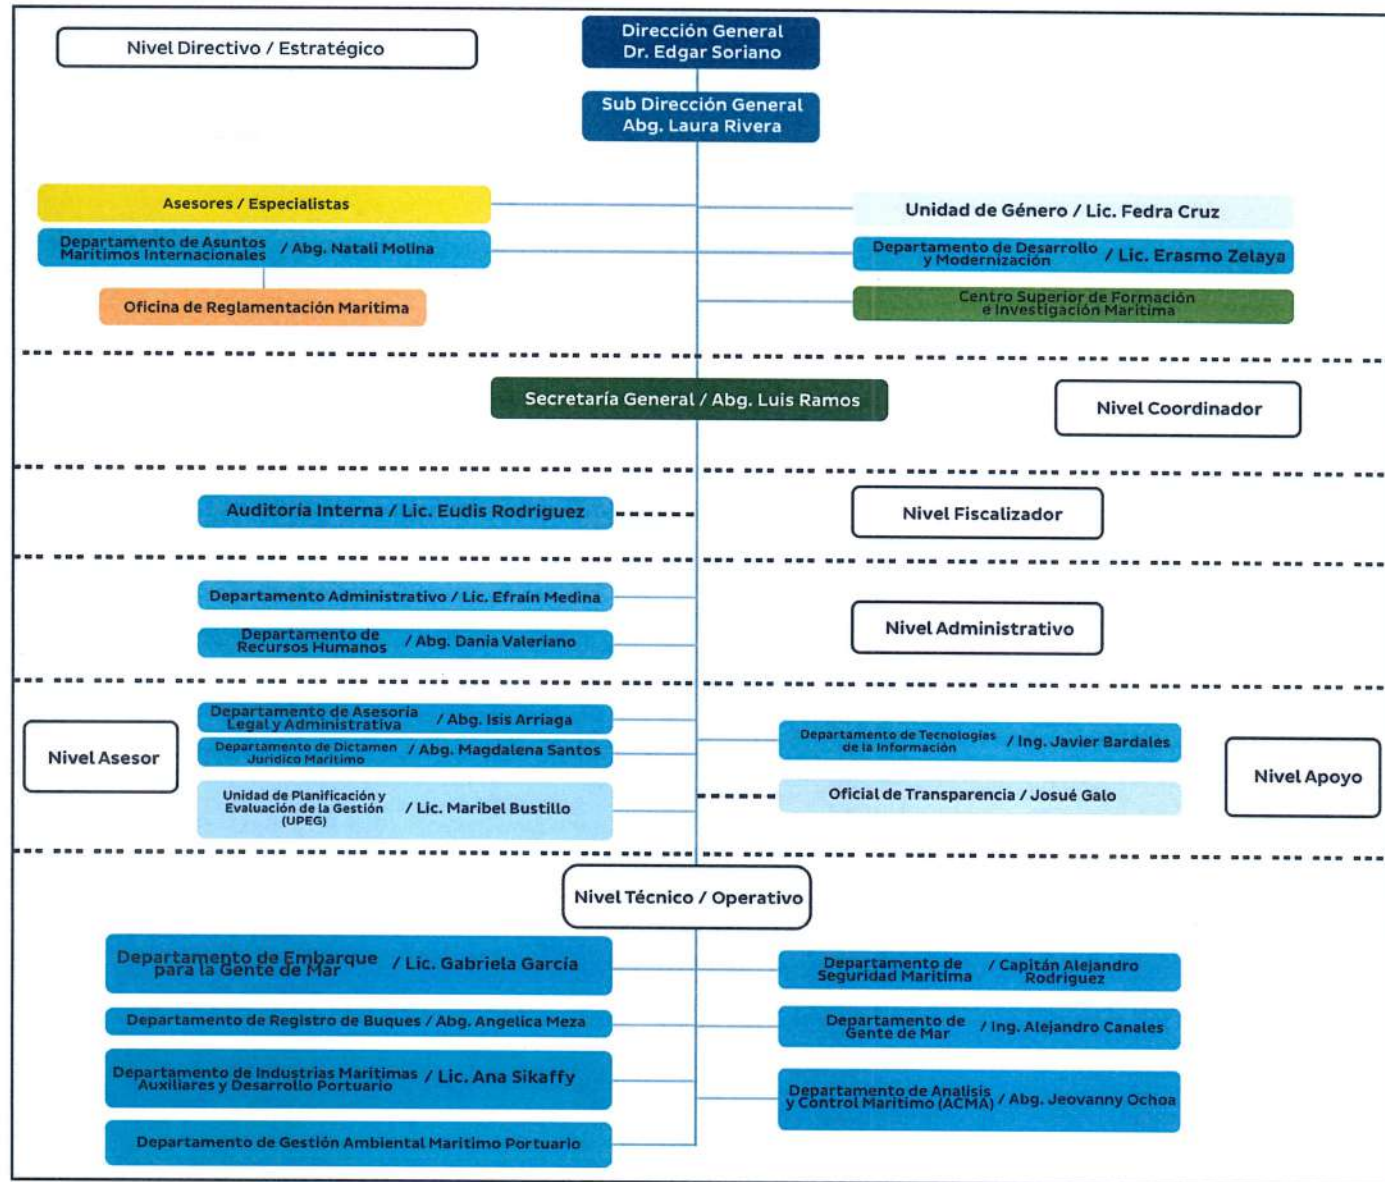 Nivel Directivo / Estratégico
Dirección General
Dr. Edgar Soriano
Sub Dirección General
Abg. Laura Rivera
Asesores / Especialistas
Unidad de Género / Lic. Fedra Cruz
Departamento de Asuntos
Marítimos Internacionales / Abg. Natali Molina
Departamento de Desarrollo
y Modernización / Lic. Erasmo Zelaya
Oficina de Reglamentación Marítima
Centro Superior de Formación
e Investigación Marítima
Secretaría General / Abg. Luis Ramos
Nivel Coordinador
Auditoría Interna / Lic. Eudis Rodriguez
Nivel Fiscalizador
Departamento Administrativo / Lic. Efraín Medina
Departamento de
Recursos Humanos / Abg. Dania Valeriano
Nivel Administrativo
Nivel Asesor
Departamento de Asesoría
Legal y Administrativa / Abg. Isis Arriaga
Departamento de Dictamen
Jurídico Marítimo / Abg. Magdalena Santos
Unidad de Planificación y
Evaluación de la Gestión
(UPEG) / Lic. Maribel Bustillo
Departamento de Tecnologías
de la Información / Ing. Javier Bardales
Oficial de Transparencia / Josué Galo
Nivel Apoyo
Nivel Técnico / Operativo
Departamento de Embarque
para la Gente de Mar / Lic. Gabriela García
Departamento de
Seguridad Marítima / Capitán Alejandro
Rodriguez
Departamento de Registro de Buques / Abg. Angelica Meza
Departamento de
Gente de Mar / Ing. Alejandro Canales
Departamento de Industrias Marítimas
Auxiliares y Desarrollo Portuario / Lic. Ana Sikaffy
Departamento de Analisis
y Control Marítimo (ACMA) / Abg. Jeovanny Ochoa
Departamento de Gestión Ambiental Marítimo Portuario